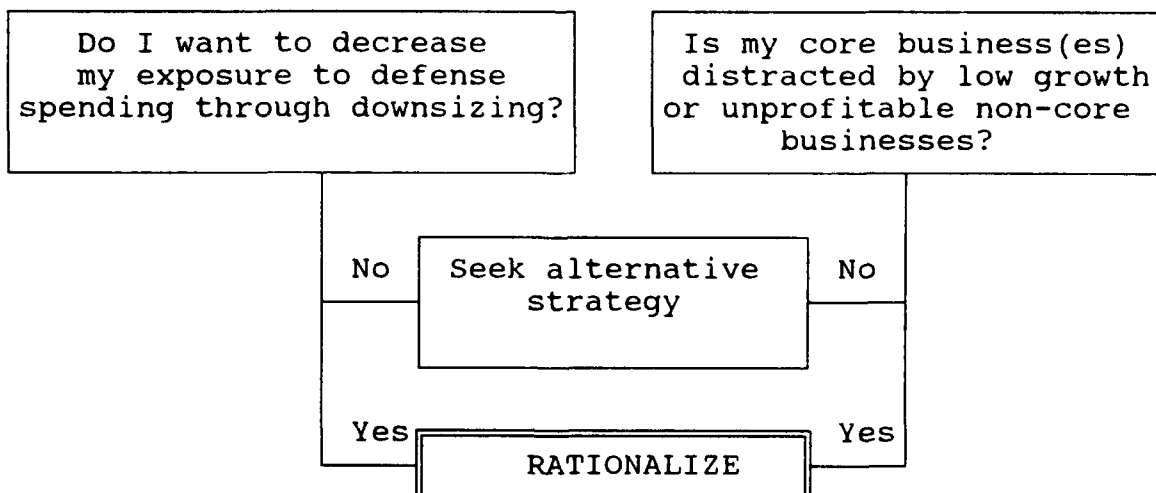 Do I want to decrease
my exposure to defense
spending through downsizing?
Is my core business(es)
distracted by low growth
or unprofitable non-core
businesses?
No
Seek alternative
strategy
No
Yes
RATIONALIZE
Yes